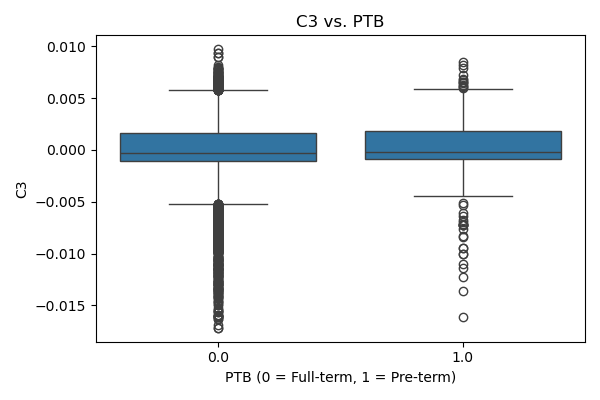 C3 vs. PTB
0.010
0.005
0.000
−0.005
−0.010
−0.015
C3
0.0
1.0
PTB (0 = Full-term, 1 = Pre-term)